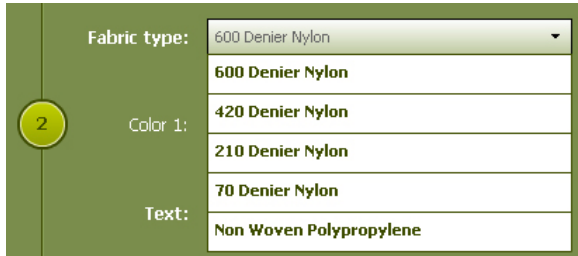 Fabric type: 600 Denier Nylon
600 Denier Nylon
2
Color 1:
420 Denier Nylon
210 Denier Nylon
70 Denier Nylon
Text:
Non Woven Polypropylene